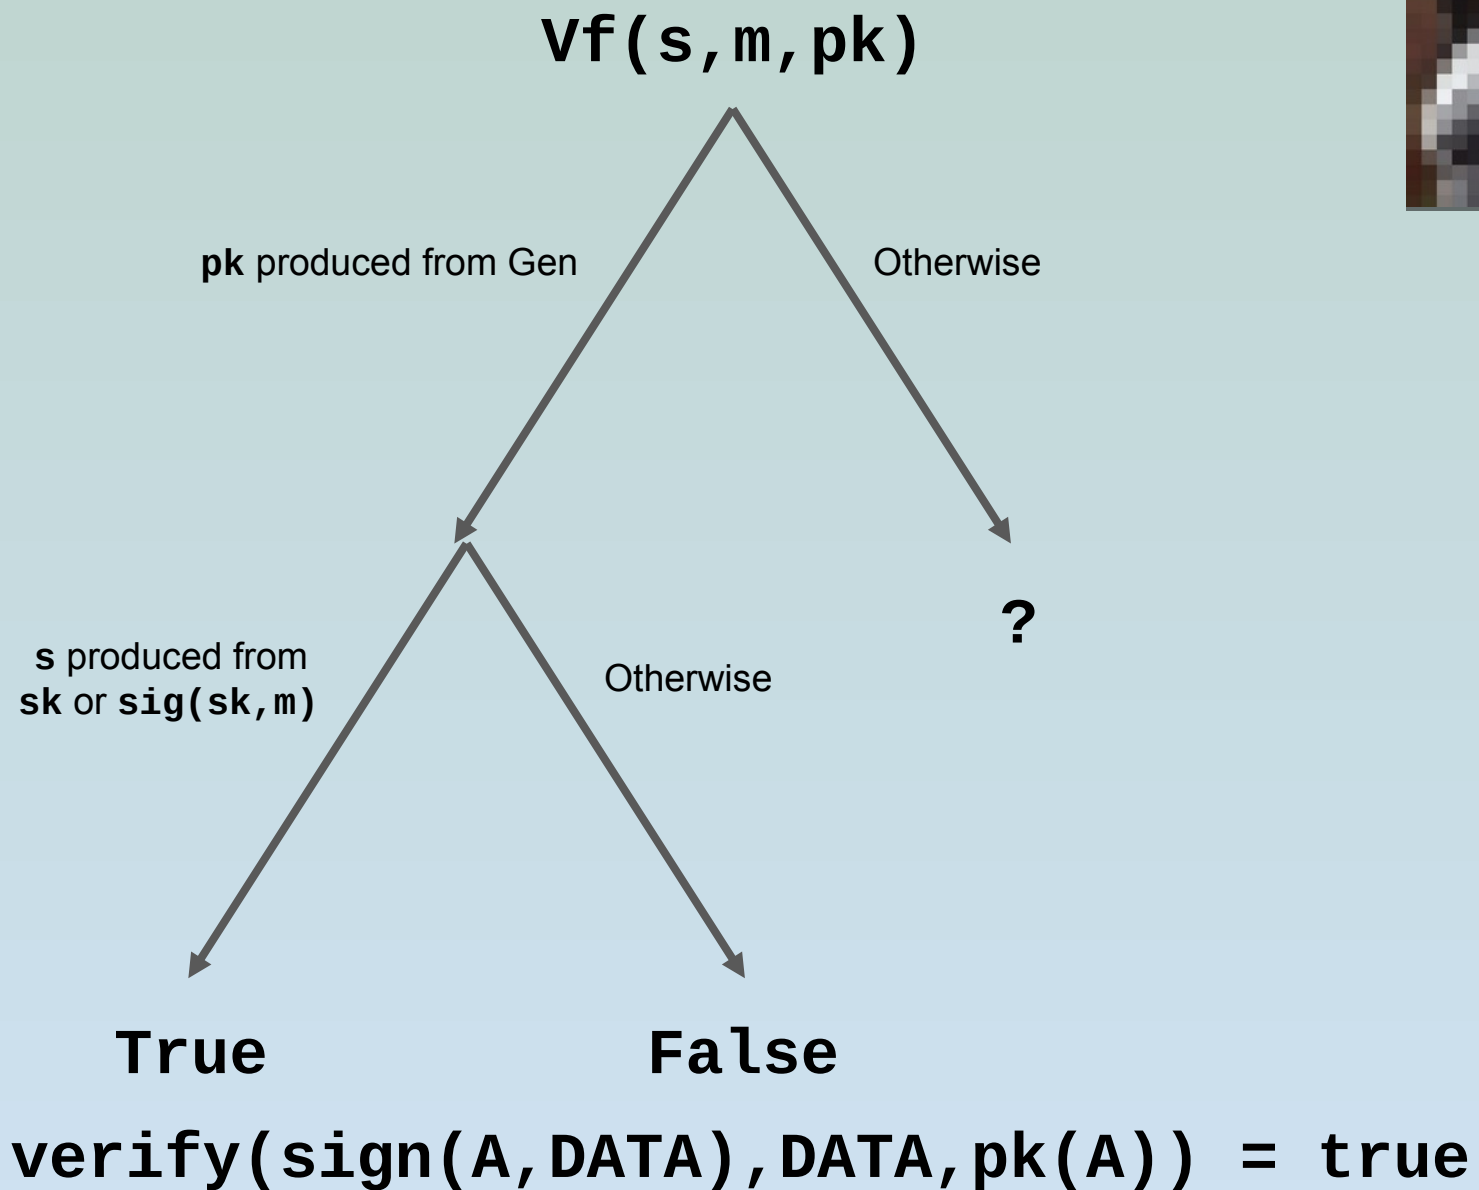 Vf(s,m,pk)
pk produced from Gen
Otherwise
?
s produced from
sk or sig(sk,m)
Otherwise
True
False
verify(sign(A,DATA),DATA,pk(A)) = true